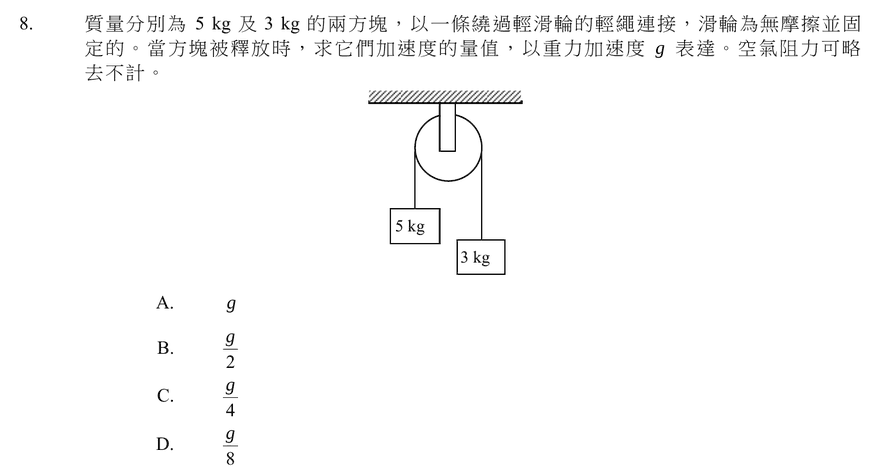 8. 質量分別為 5 kg 及 3 kg 的兩方塊，以一條繞過輕滑輪的輕繩連接，滑輪為無摩擦並固
定的。當方塊被釋放時，求它們加速度的量值，以重力加速度 g 表達。空氣阻力可略
去不計。
5 kg
3 kg
A. g
B. g/2
C. g/4
D. g/8